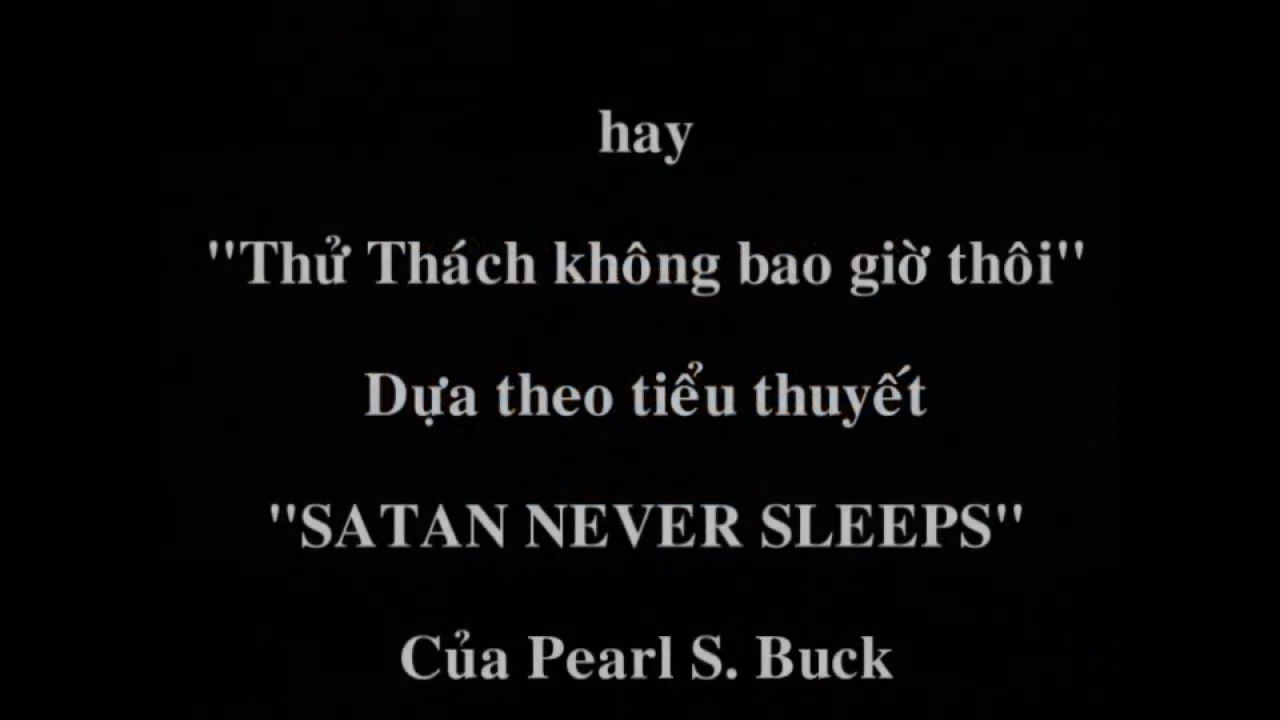 hay
"Thử Thách không bao giờ thôi"
Dựa theo tiểu thuyết
"SATAN NEVER SLEEPS"
Của Pearl S. Buck